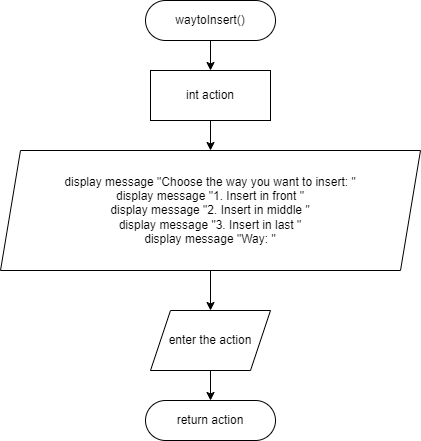 waytoInsert()
int action
display message "Choose the way you want to insert: "
display message "1. Insert in front "
display message "2. Insert in middle "
display message "3. Insert in last "
display message "Way: "
enter the action
return action